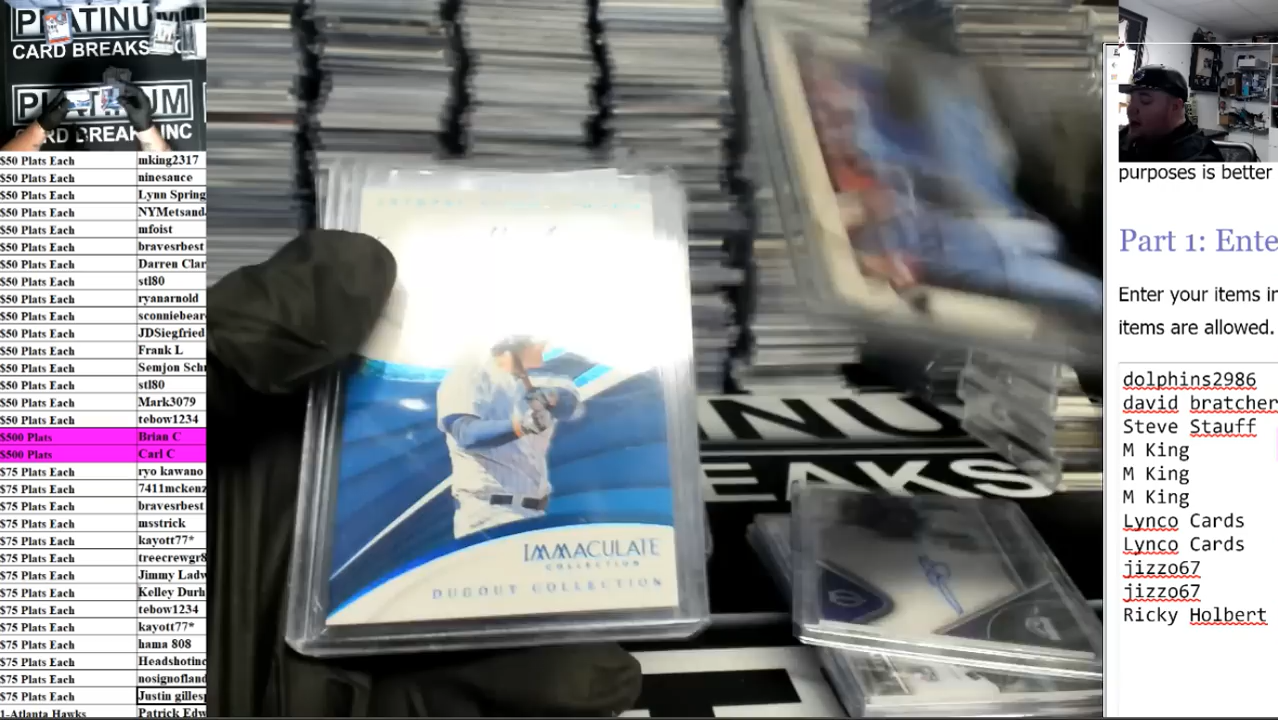 PLATINUM
CARD BREAKS
PLATINUM
CARD BREAKS INC
$50 Plats Each mking2317
$50 Plats Each ninesauce
$50 Plats Each Lynn Spring
$50 Plats Each NYMetsand
$50 Plats Each mfoist
$50 Plats Each bravesrbest
$50 Plats Each Darren Clar
$50 Plats Each stl80
$50 Plats Each ryanarnold
$50 Plats Each sconniebear
$50 Plats Each JDSiegfried
$50 Plats Each Frank L
$50 Plats Each Semjon Sch
$50 Plats Each stl80
$50 Plats Each Mark3079
$50 Plats Each tebow1234
$500 Plats Brian C
$500 Plats Carl C
$75 Plats Each ryo kawano
$75 Plats Each 7411mckenz
$75 Plats Each bravesrbest
$75 Plats Each msstrick
$75 Plats Each kayott77*
$75 Plats Each treecrewgr8
$75 Plats Each Jimmy Ladw
$75 Plats Each Kelley Durh
$75 Plats Each tebow1234
$75 Plats Each kayott77*
$75 Plats Each hama 808
$75 Plats Each Headshotinc
$75 Plats Each nosignofland
$75 Plats Each Justin gilles
1-Atlanta Hawks Patrick Edw
IMMACULATE
COLLECTION
DUGOUT COLLECTION
INUM
EAKS
purposes is better
Part 1: Ente
Enter your items in
items are allowed.
dolphins2986
david bratcher
Steve Stauff
M King
M King
M King
Lynco Cards
Lynco Cards
jizzo67
jizzo67
Ricky Holbert